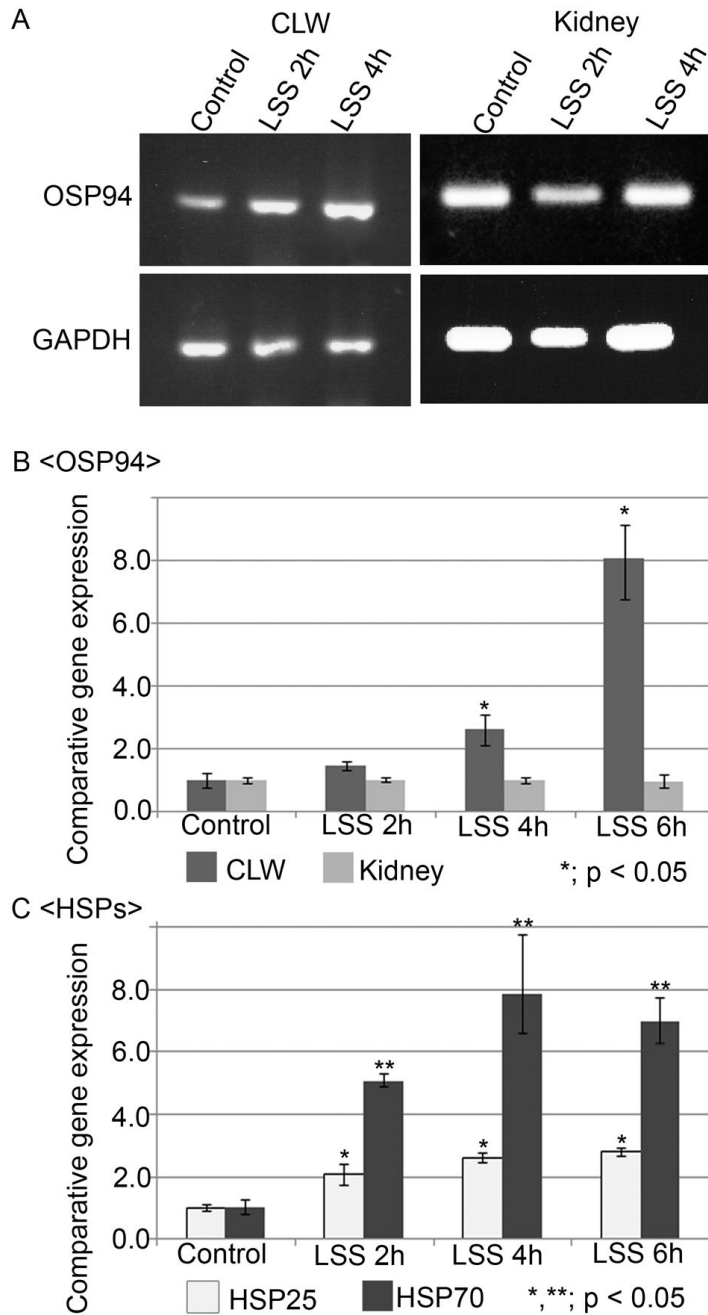 A
CLW Kidney
Control LSS 2h LSS 4h Control LSS 2h LSS 4h
OSP94
GAPDH
B <OSP94>
Comparative gene expression
8.0
6.0
4.0
2.0
0.0
* *
Control LSS 2h LSS 4h LSS 6h
CLW Kidney *; p < 0.05
C <HSPs>
Comparative gene expression
8.0
6.0
4.0
2.0
0.0
* ** * ** * **
Control LSS 2h LSS 4h LSS 6h
HSP25 HSP70 *,**; p < 0.05